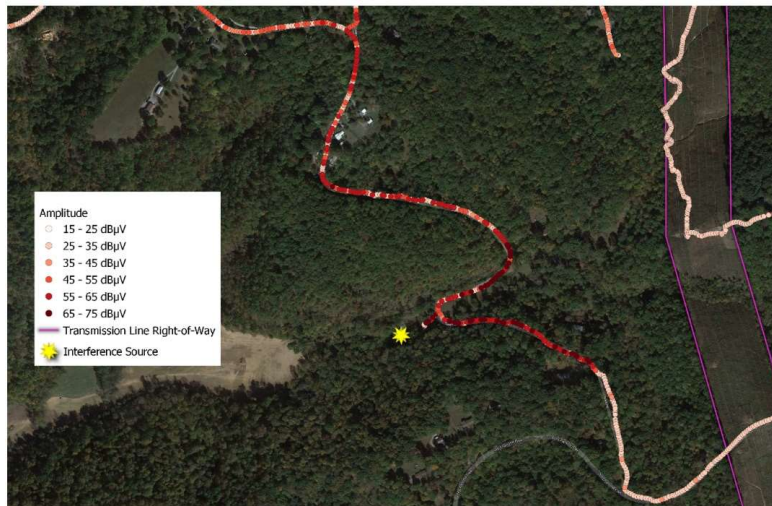 Amplitude
15 - 25 dBµV
25 - 35 dBµV
35 - 45 dBµV
45 - 55 dBµV
55 - 65 dBµV
65 - 75 dBµV
Transmission Line Right-of-Way
Interference Source